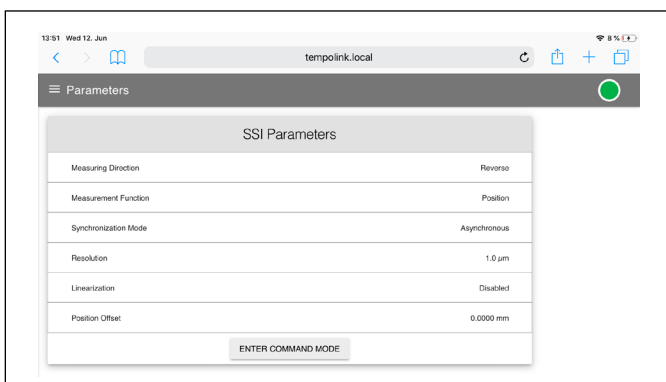 13:51 Wed 12. Jun 8 %
tempolink.local
Parameters
SSI Parameters
Measuring Direction Reverse
Measurement Function Position
Synchronization Mode Asynchronous
Resolution 1.0 µm
Linearization Disabled
Position Offset 0.0000 mm
ENTER COMMAND MODE